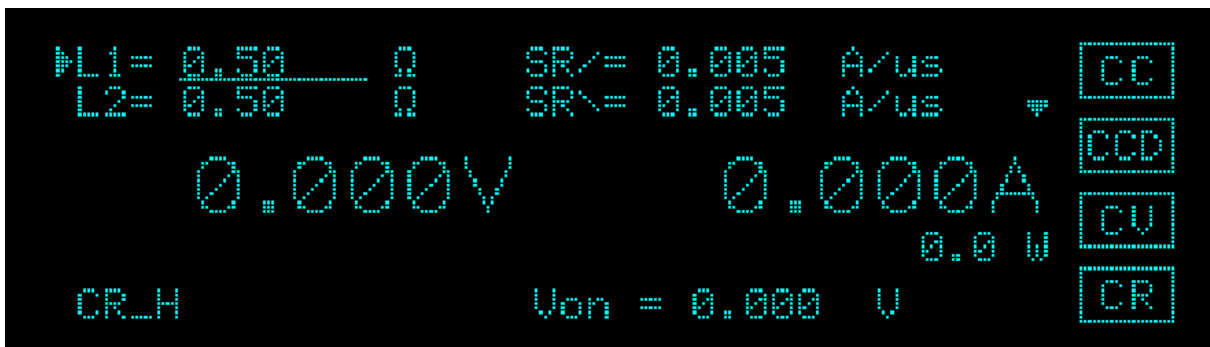 L1= 0.50 Ω SR/= 0.005 A/us
L2= 0.50 Ω SR\= 0.005 A/us
CC
CCD
0.000V 0.000A
CV
0.0 W
CR_H Von = 0.000 V
CR